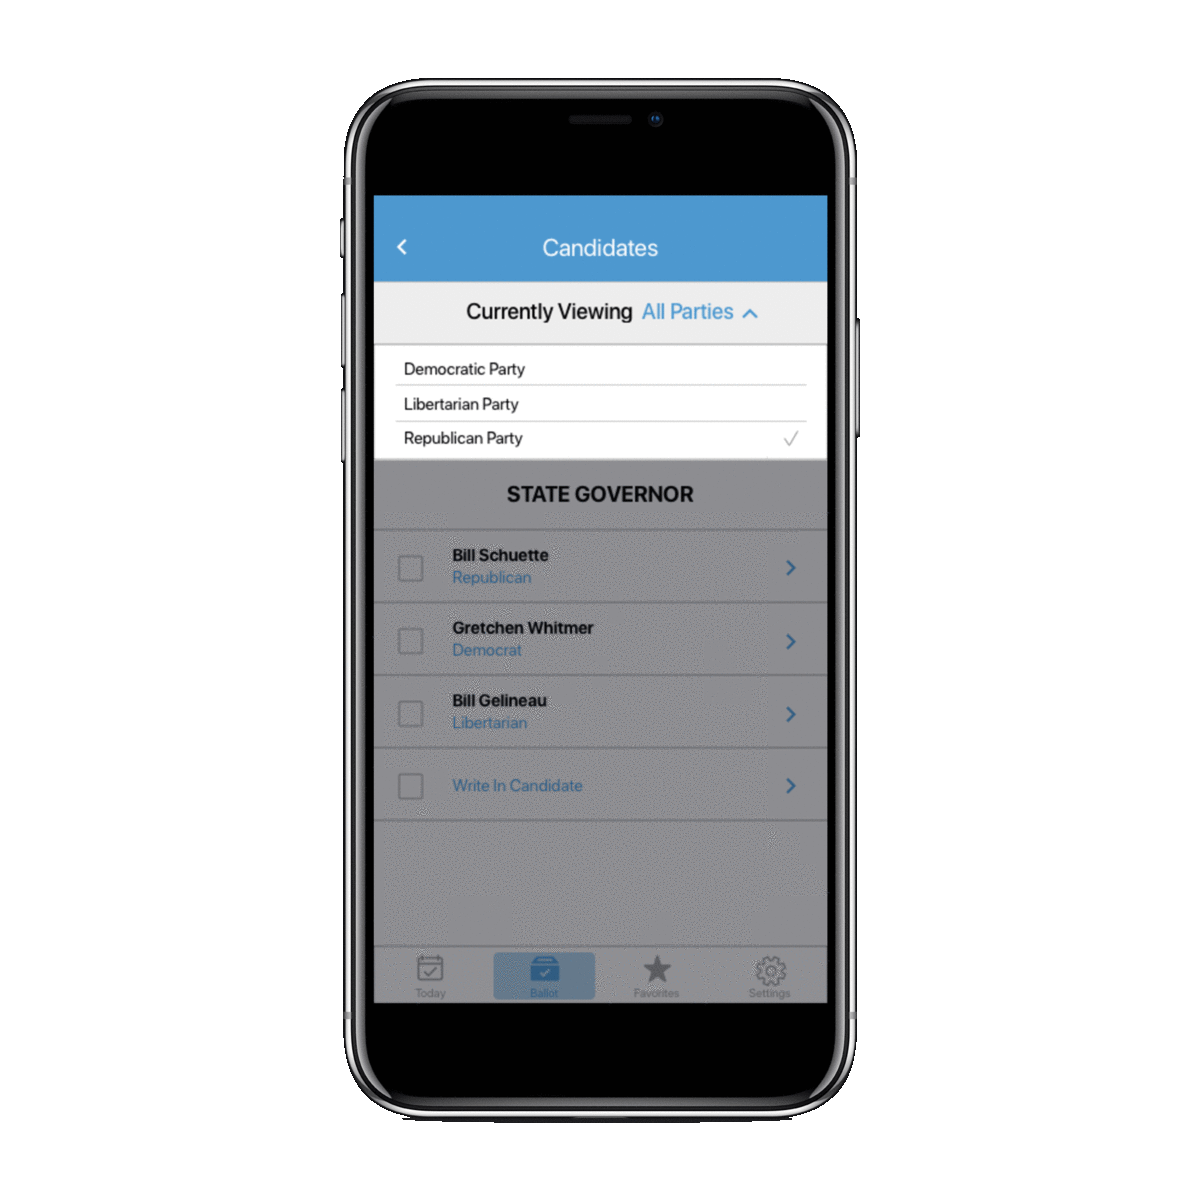 Candidates
Currently Viewing All Parties
Democratic Party
Libertarian Party
Republican Party
STATE GOVERNOR
Bill Schuette
Republican
Gretchen Whitmer
Democrat
Bill Gelineau
Libertarian
Write In Candidate
Today Ballot Favorites Settings